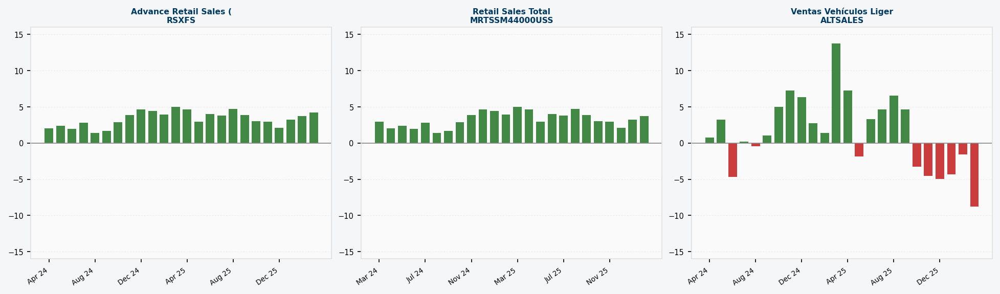 Advance Retail Sales (
RSXFS
15
10
5
0
−5
−10
−15
Apr 24
Aug 24
Dec 24
Apr 25
Aug 25
Dec 25
Retail Sales Total
MRTSSM44000USS
15
10
5
0
−5
−10
−15
Mar 24
Jul 24
Nov 24
Mar 25
Jul 25
Nov 25
Ventas Vehículos Liger
ALTSALES
15
10
5
0
−5
−10
−15
Apr 24
Aug 24
Dec 24
Apr 25
Aug 25
Dec 25